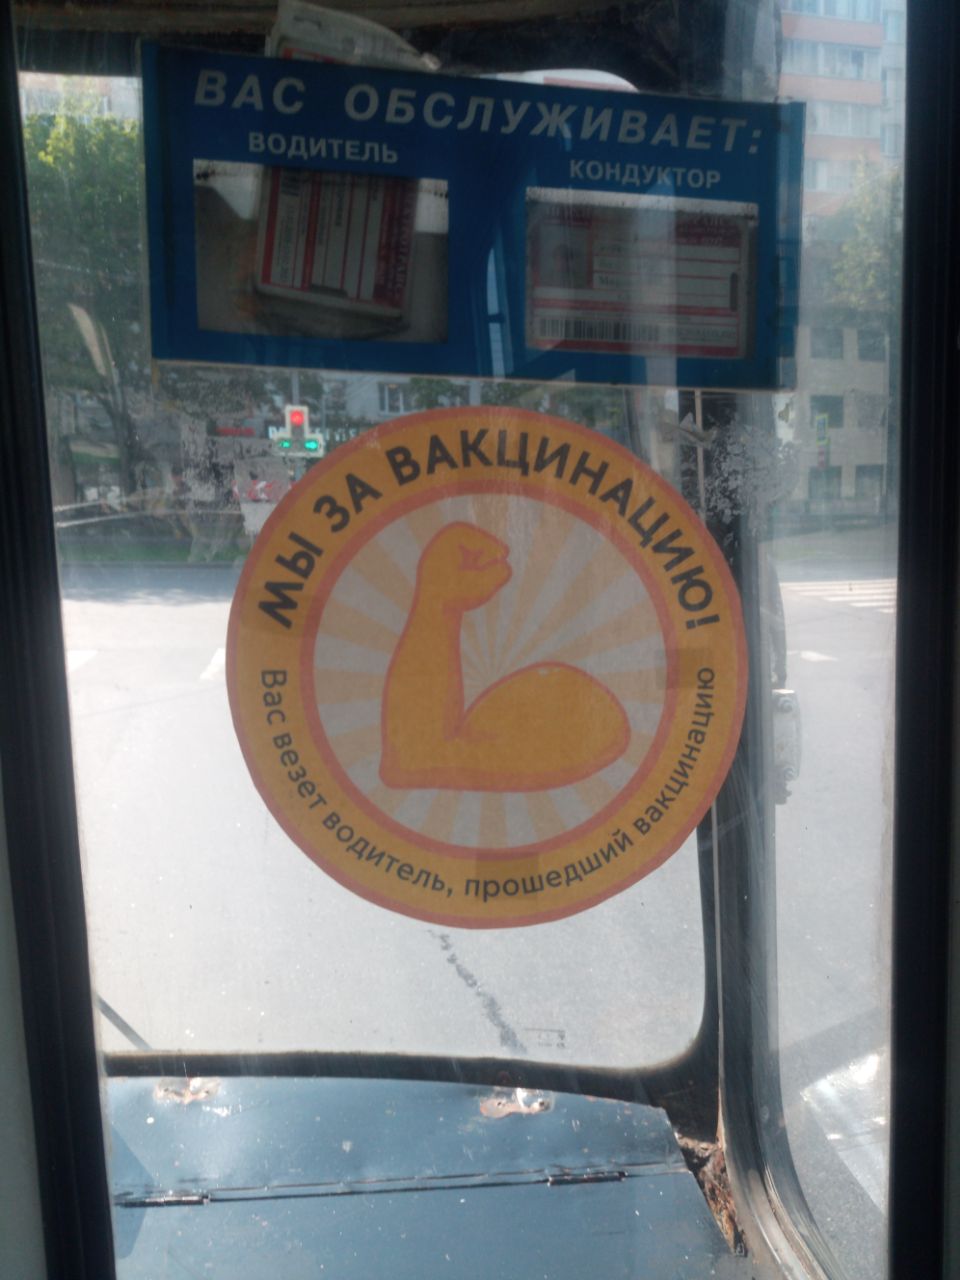 ВАС ОБСЛУЖИВАЕТ:
ВОДИТЕЛЬ
КОНДУКТОР
МЫ ЗА ВАКЦИНАЦИЮ!
Вас везет водитель, прошедший вакцинацию